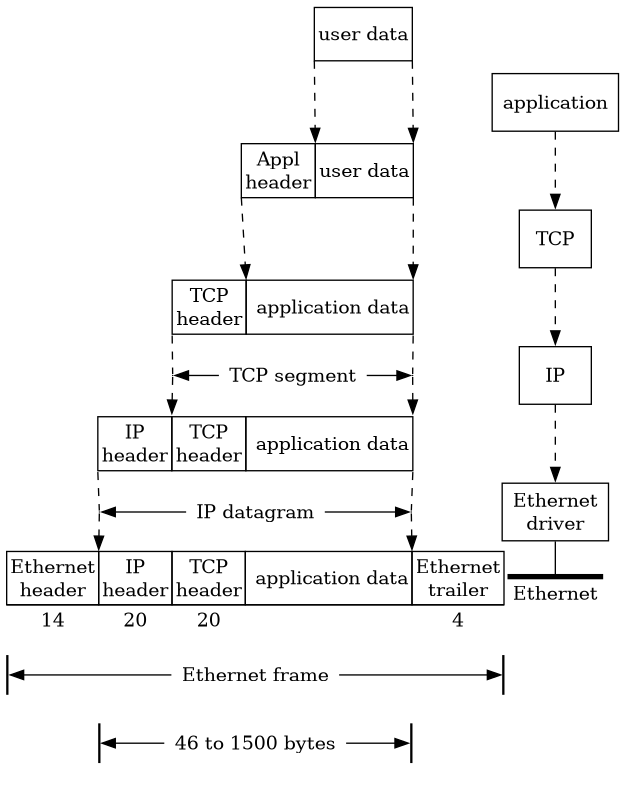 user data
application
Appl
header
user data
TCP
TCP
header
application data
TCP segment
IP
IP
header
TCP
header
application data
IP datagram
Ethernet
driver
Ethernet
header
IP
header
TCP
header
application data
Ethernet
trailer
Ethernet
14
20
20
4
Ethernet frame
46 to 1500 bytes